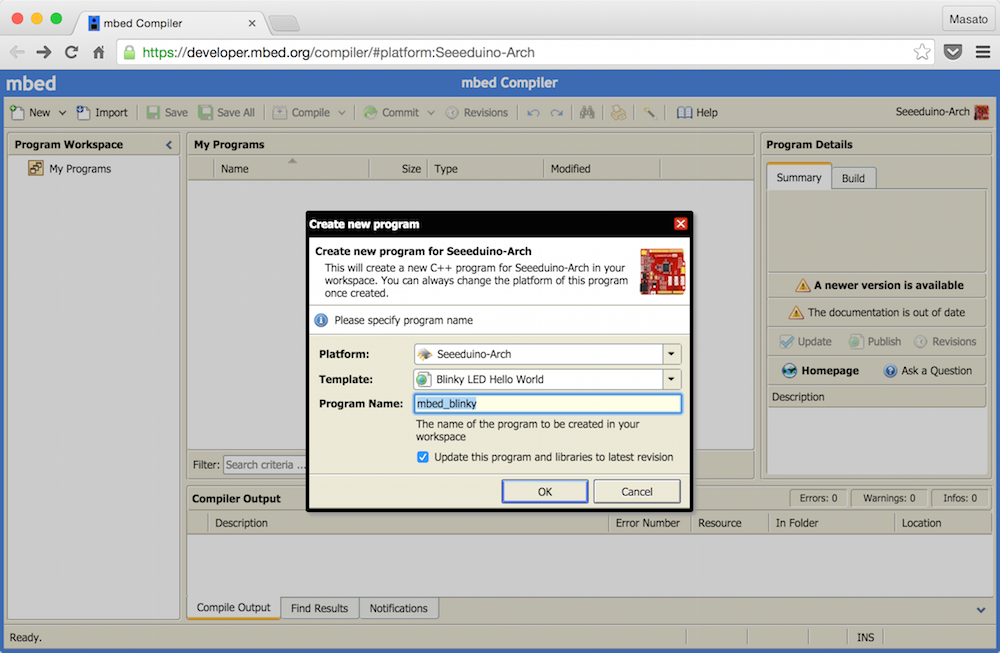 mbed Compiler
Masato
https://developer.mbed.org/compiler/#platform:Seeeduino-Arch
mbed
mbed Compiler
New
Import
Save
Save All
Compile
Commit
Revisions
Help
Seeeduino-Arch
Program Workspace
My Programs
My Programs
Name
Size
Type
Modified
Program Details
Summary
Build
Create new program
Create new program for Seeeduino-Arch
This will create a new C++ program for Seeeduino-Arch in your
workspace. You can always change the platform of this program
once created.
Please specify program name
Platform:
Seeeduino-Arch
Template:
Blinky LED Hello World
Program Name:
mbed_blinky
The name of the program to be created in your
workspace
Update this program and libraries to latest revision
OK
Cancel
A newer version is available
The documentation is out of date
Update
Publish
Revisions
Homepage
Ask a Question
Description
Filter:
Search criteria ...
Compiler Output
Errors: 0
Warnings: 0
Infos: 0
Description
Error Number
Resource
In Folder
Location
Compile Output
Find Results
Notifications
Ready.
INS